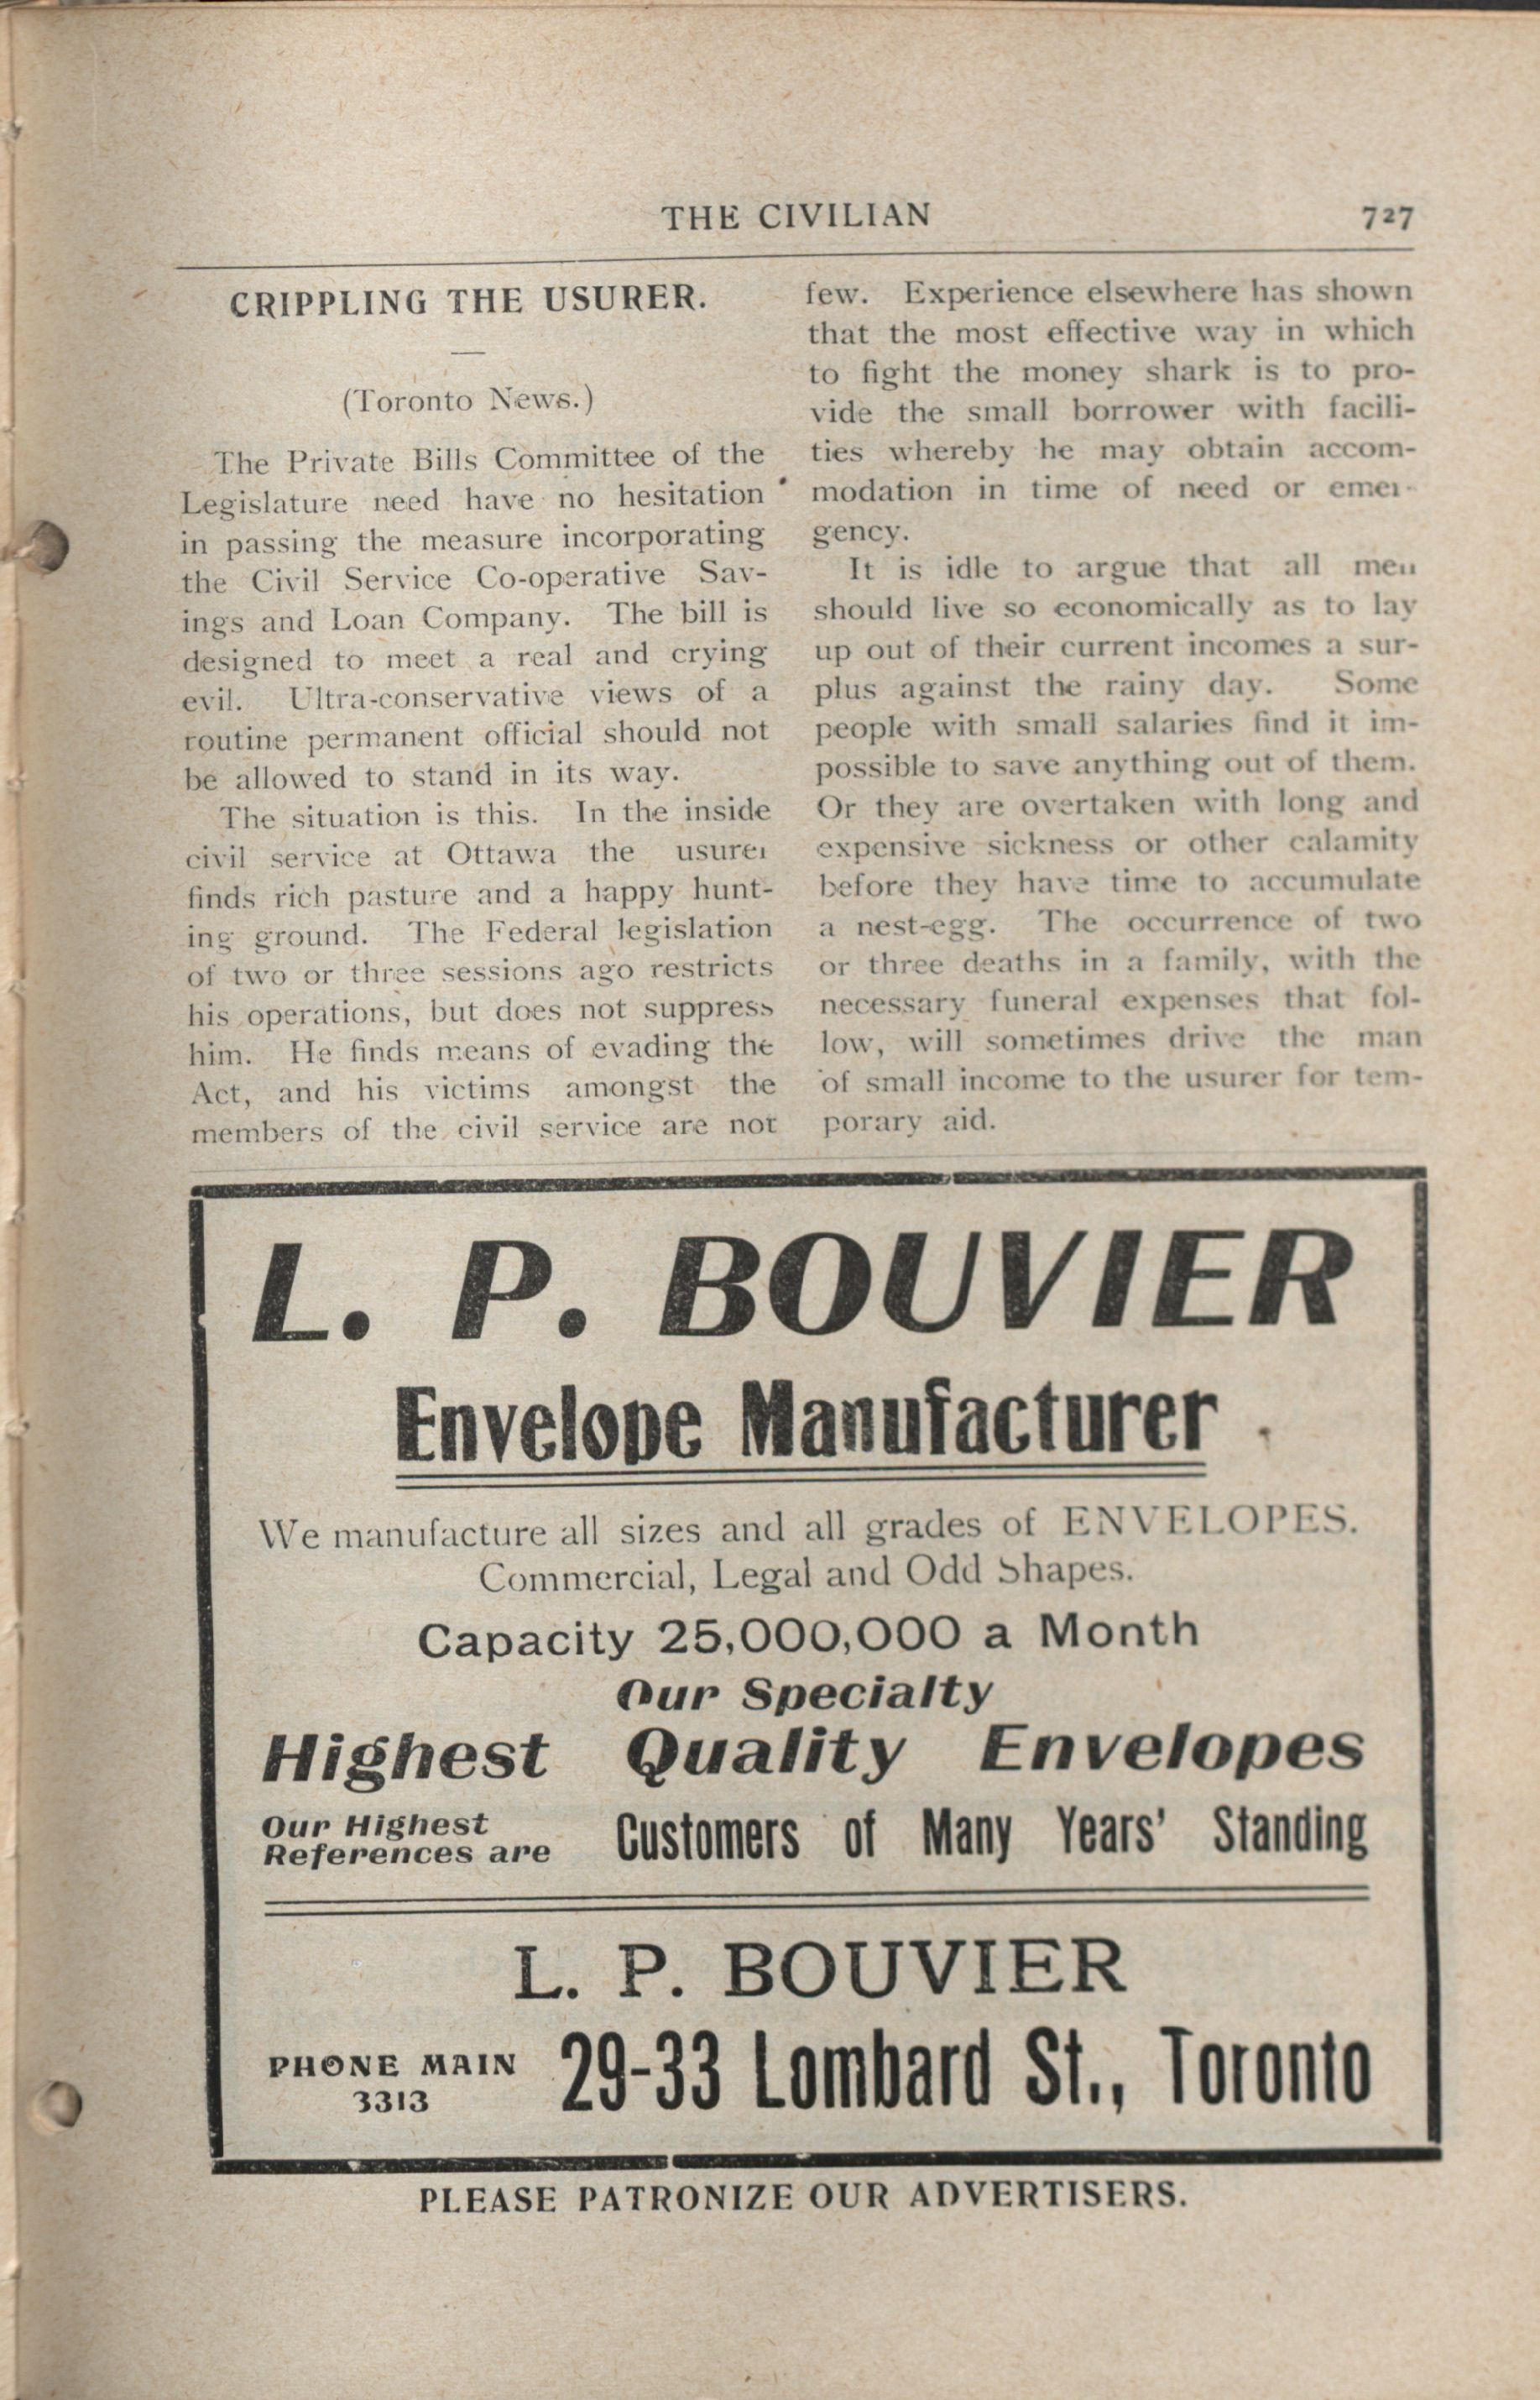 THE CIVILIAN 727
CRIPPLING THE USURER.
(Toronto News.)
The Private Bills Committee of the
Legislature need have no hesitation
in passing the measure incorporating
the Civil Service Co-operative Sav-
ings and Loan Company. The bill is
designed to meet a real and crying
evil. Ultra-conservative views of a
routine permanent official should not
be allowed to stand in its way.
The situation is this. In the inside
civil service at Ottawa the usurer
finds rich pasture and a happy hunt-
ing ground. The Federal legislation
of two or three sessions ago restricts
his operations, but does not suppress
him. He finds means of evading the
Act, and his victims amongst the
members of the civil service are not
few. Experience elsewhere has shown
that the most effective way in which
to fight the money shark is to pro-
vide the small borrower with facili-
ties whereby he may obtain accom-
modation in time of need or emer-
gency.
It is idle to argue that all men
should live so economically as to lay
up out of their current incomes a sur-
plus against the rainy day. Some
people with small salaries find it im-
possible to save anything out of them.
Or they are overtaken with long and
expensive sickness or other calamity
before they have time to accumulate
a nest-egg. The occurrence of two
or three deaths in a family, with the
necessary funeral expenses that fol-
low, will sometimes drive the man
of small income to the usurer for tem-
porary aid.
L. P. BOUVIER
Envelope Manufacturer
We manufacture all sizes and all grades of ENVELOPES.
Commercial, Legal and Odd Shapes.
Capacity 25,000,000 a Month
Our Specialty
Highest Quality Envelopes
Our Highest
References are Customers of Many Years' Standing
L. P. BOUVIER
PHONE MAIN
3313
29-33 Lombard St., Toronto
PLEASE PATRONIZE OUR ADVERTISERS.